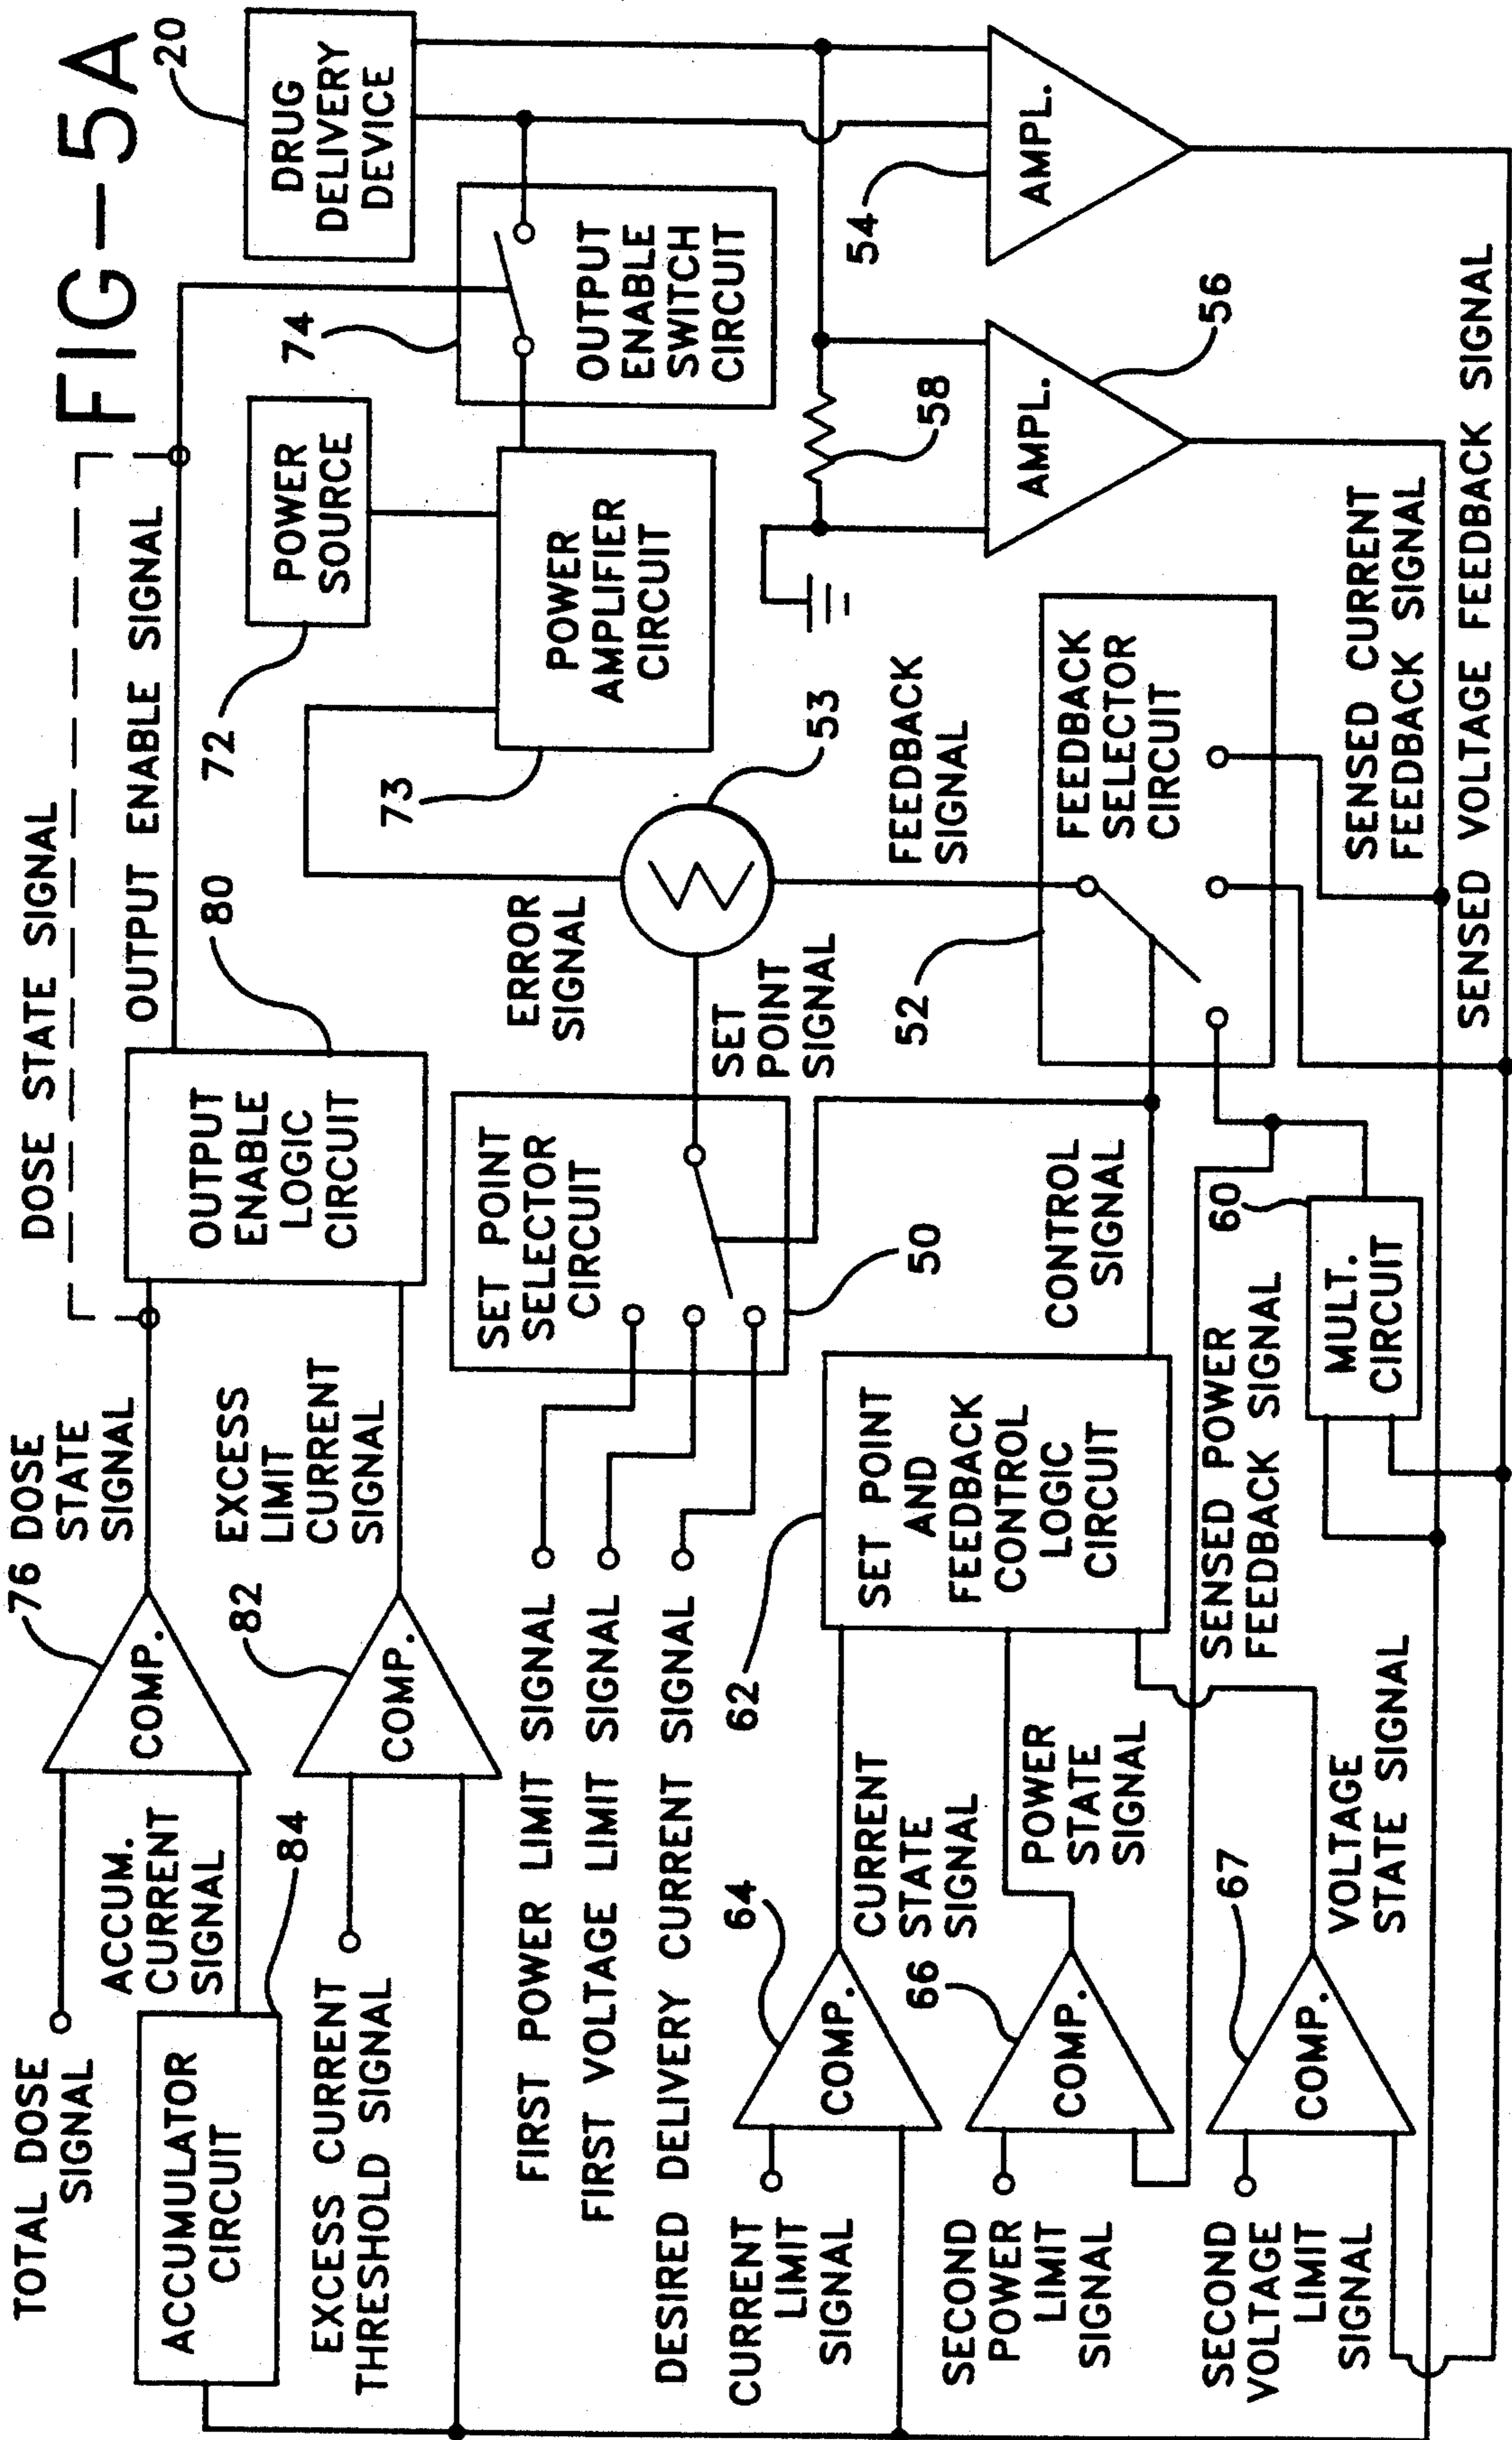 FIG-5A
TOTAL DOSE
SIGNAL
76
DOSE
STATE
SIGNAL
DOSE STATE SIGNAL
COMP.
ACCUM.
CURRENT
SIGNAL
84
ACCUMULATOR
CIRCUIT
OUTPUT
ENABLE
LOGIC
CIRCUIT
80
OUTPUT ENABLE SIGNAL
20
DRUG
DELIVERY
DEVICE
EXCESS CURRENT
THRESHOLD SIGNAL
82
COMP.
EXCESS
LIMIT
CURRENT
SIGNAL
72
POWER
SOURCE
74
OUTPUT
ENABLE
SWITCH
CIRCUIT
FIRST POWER LIMIT SIGNAL
FIRST VOLTAGE LIMIT SIGNAL
DESIRED DELIVERY CURRENT SIGNAL
SET POINT
SELECTOR
CIRCUIT
50
ERROR
SIGNAL
73
POWER
AMPLIFIER
CIRCUIT
53
SET
POINT
SIGNAL
FEEDBACK
SIGNAL
58
54
AMPL.
AMPL.
56
CURRENT
LIMIT
SIGNAL
64
COMP.
CURRENT
STATE
SIGNAL
62
SET POINT
AND
FEEDBACK
CONTROL
LOGIC
CIRCUIT
CONTROL
SIGNAL
52
FEEDBACK
SELECTOR
CIRCUIT
SECOND
POWER
LIMIT
SIGNAL
66
COMP.
POWER
STATE
SIGNAL
SENSED POWER
FEEDBACK SIGNAL
60
MULT.
CIRCUIT
SECOND
VOLTAGE
LIMIT
SIGNAL
67
COMP.
VOLTAGE
STATE SIGNAL
SENSED CURRENT
FEEDBACK SIGNAL
SENSED VOLTAGE FEEDBACK SIGNAL